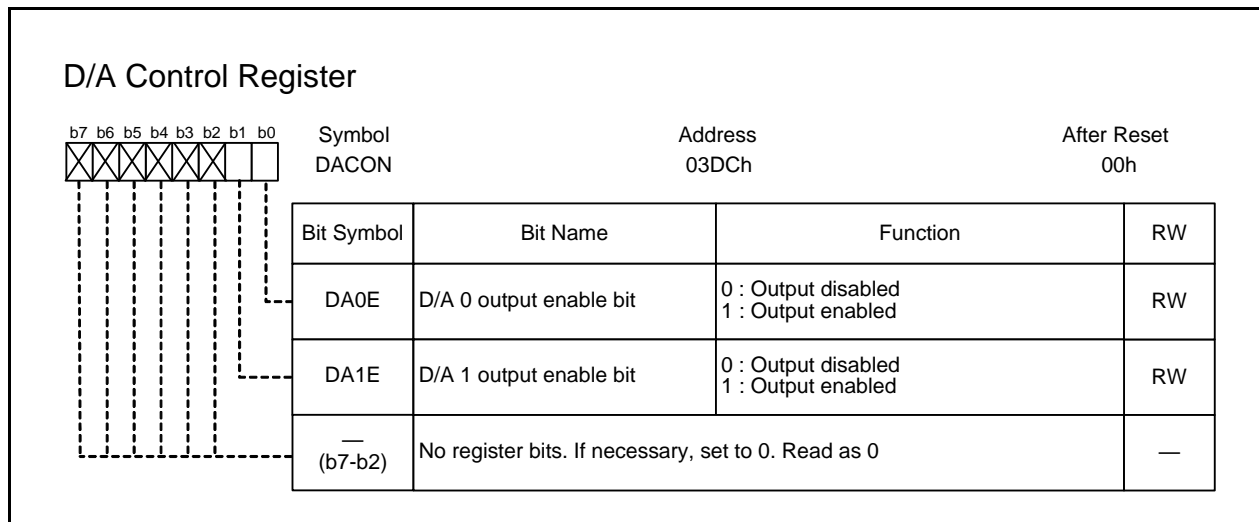 D/A Control Register
b7 b6 b5 b4 b3 b2 b1 b0
Symbol Address After Reset
DACON 03DCh 00h
Bit Symbol Bit Name Function RW
DA0E D/A 0 output enable bit 0 : Output disabled
1 : Output enabled RW
DA1E D/A 1 output enable bit 0 : Output disabled
1 : Output enabled RW
—
(b7-b2) No register bits. If necessary, set to 0. Read as 0 —